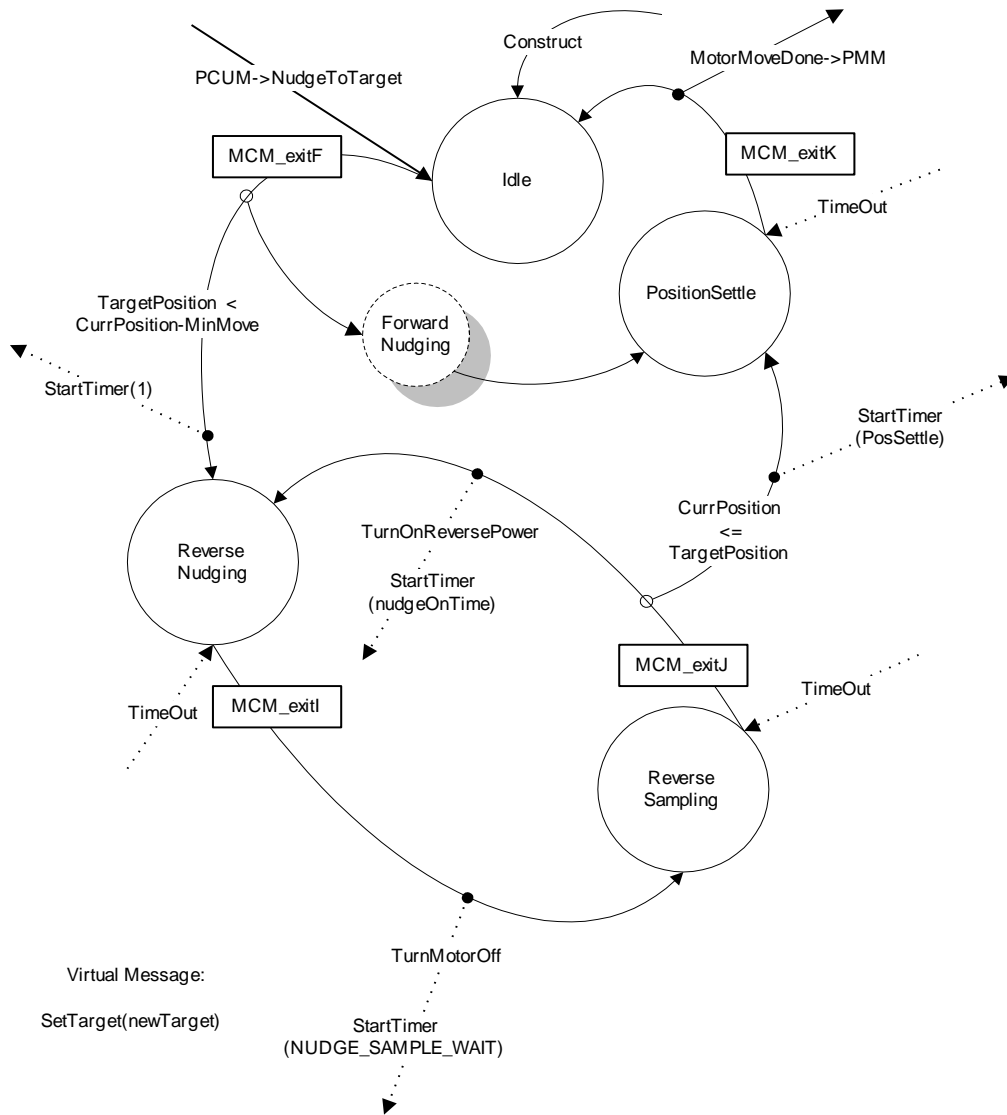 Construct
MotorMoveDone->PMM
PCUM->NudgeToTarget
MCM_exitF
MCM_exitK
Idle
TimeOut
PositionSettle
TargetPosition <
CurrPosition-MinMove
Forward
Nudging
StartTimer(1)
StartTimer
(PosSettle)
CurrPosition
<=
TargetPosition
TurnOnReversePower
Reverse
Nudging
StartTimer
(nudgeOnTime)
MCM_exitJ
TimeOut
MCM_exitI
TimeOut
Reverse
Sampling
TurnMotorOff
Virtual Message:
SetTarget(newTarget)
StartTimer
(NUDGE_SAMPLE_WAIT)